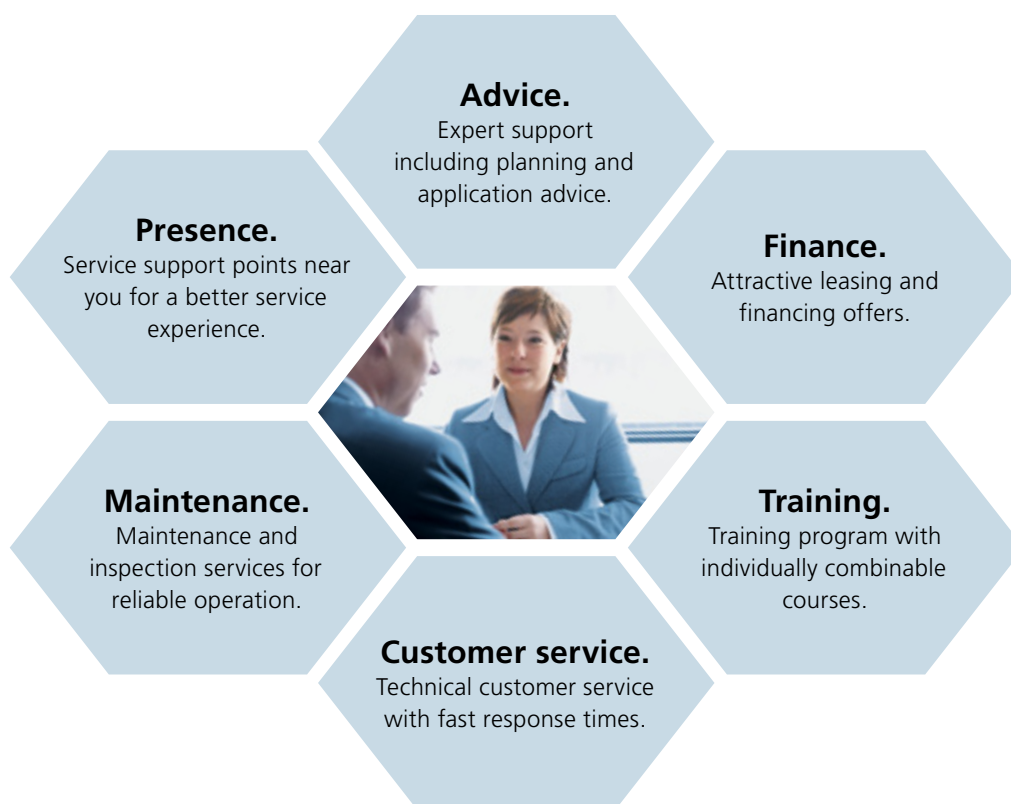 Advice.
Expert support
including planning and
application advice.
Presence.
Service support points near
you for a better service
experience.
Finance.
Attractive leasing and
financing offers.
Maintenance.
Maintenance and
inspection services for
reliable operation.
Training.
Training program with
individually combinable
courses.
Customer service.
Technical customer service
with fast response times.